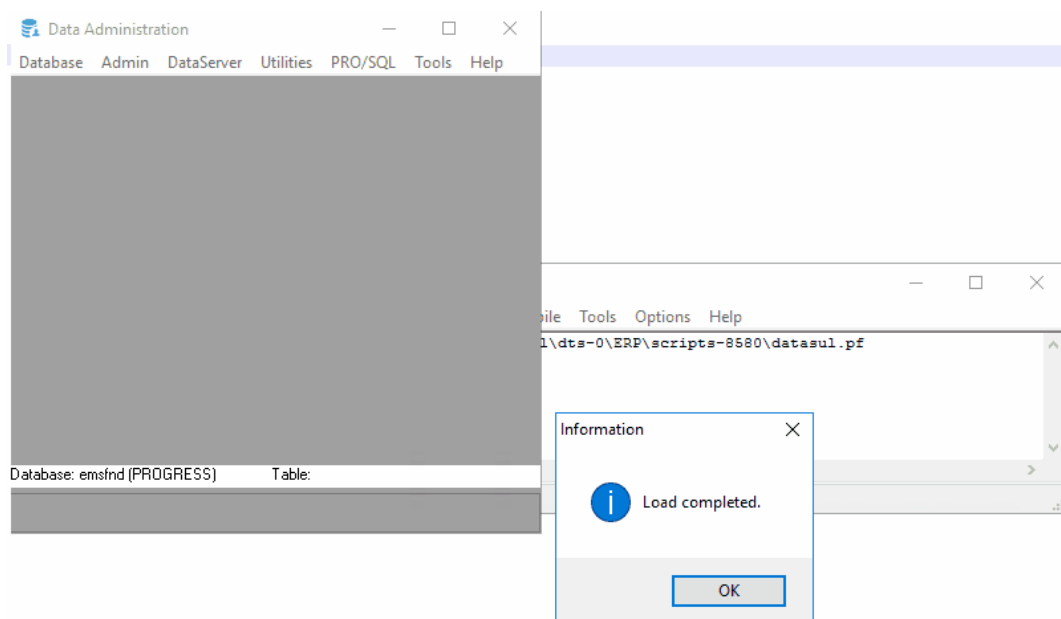 Data Administration
Database Admin DataServer Utilities PRO/SQL Tools Help
Tools Options Help
\dts-0\ERP\scripts-8580\datasul.pf
Information
Load completed.
OK
Database: emsfnd (PROGRESS) Table: